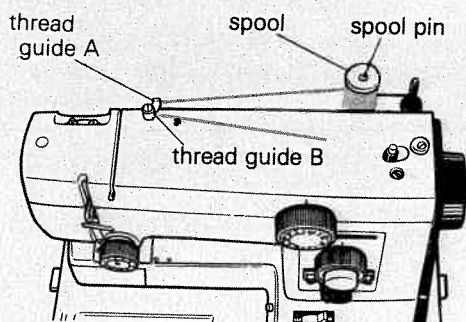 thread
guide A
spool
spool pin
thread guide B